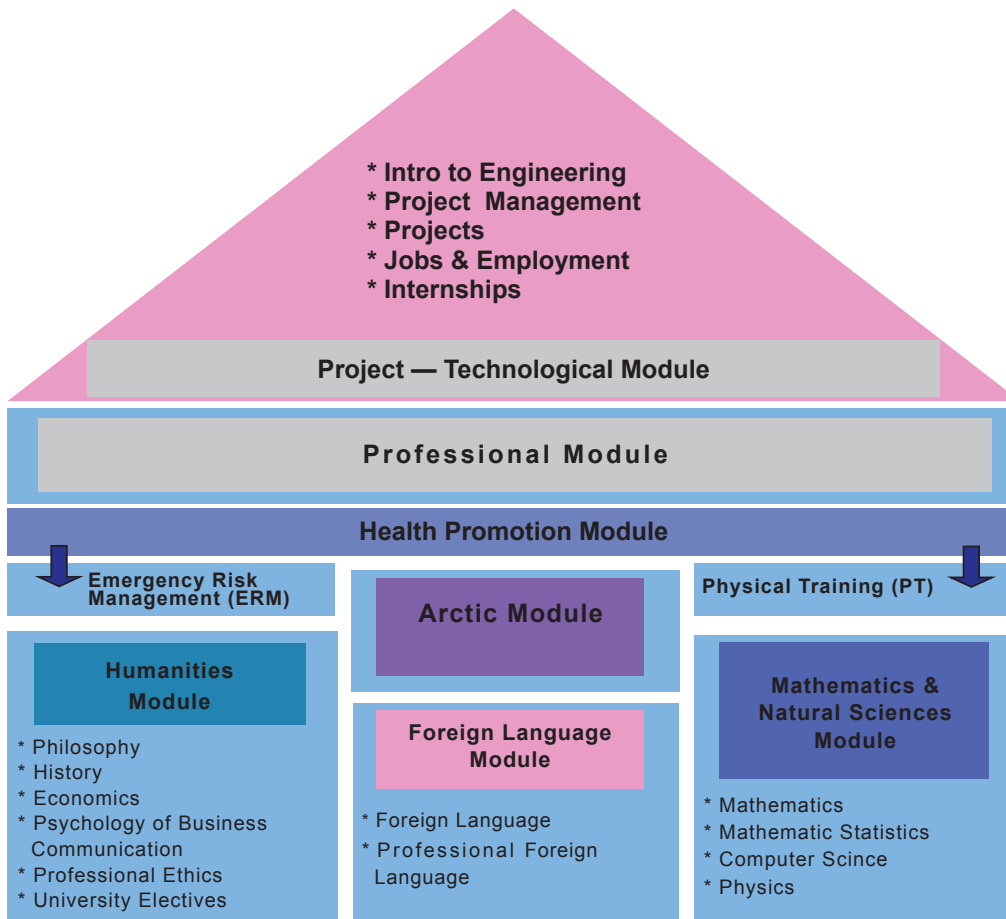 * Intro to Engineering
* Project Management
* Projects
* Jobs & Employment
* Internships
Project — Technological Module
Professional Module
Health Promotion Module
Emergency Risk
Management (ERM)
Arctic Module
Physical Training (PT)
Humanities
Module
* Philosophy
* History
* Economics
* Psychology of Business
Communication
* Professional Ethics
* University Electives
Foreign Language
Module
* Foreign Language
* Professional Foreign
Language
Mathematics &
Natural Sciences
Module
* Mathematics
* Mathematic Statistics
* Computer Scince
* Physics